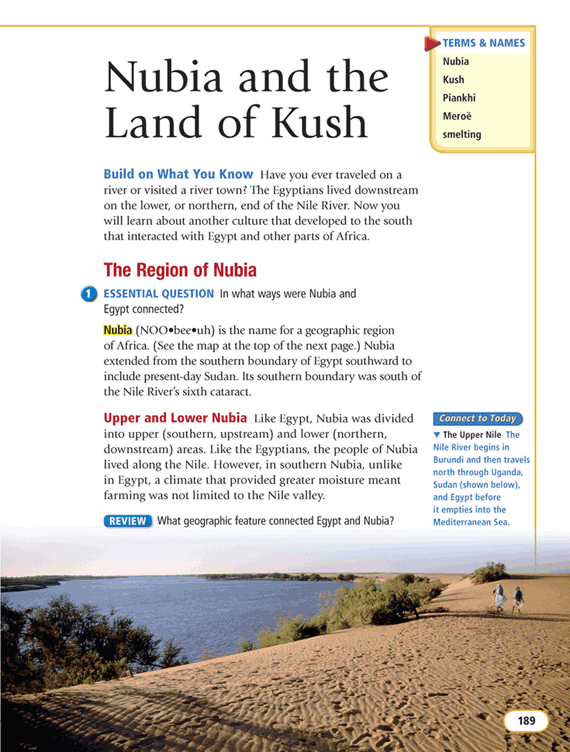 Nubia and the
Land of Kush
TERMS & NAMES
Nubia
Kush
Piankhi
Meroë
smelting
Build on What You Know Have you ever traveled on a
river or visited a river town? The Egyptians lived downstream
on the lower, or northern, end of the Nile River. Now you
will learn about another culture that developed to the south
that interacted with Egypt and other parts of Africa.
The Region of Nubia
1 ESSENTIAL QUESTION In what ways were Nubia and
Egypt connected?
Nubia (NOO•bee•uh) is the name for a geographic region
of Africa. (See the map at the top of the next page.) Nubia
extended from the southern boundary of Egypt southward to
include present-day Sudan. Its southern boundary was south of
the Nile River's sixth cataract.
Upper and Lower Nubia Like Egypt, Nubia was divided
into upper (southern, upstream) and lower (northern,
downstream) areas. Like the Egyptians, the people of Nubia
lived along the Nile. However, in southern Nubia, unlike
in Egypt, a climate that provided greater moisture meant
farming was not limited to the Nile valley.
REVIEW What geographic feature connected Egypt and Nubia?
Connect to Today
▼ The Upper Nile The
Nile River begins in
Burundi and then travels
north through Uganda,
Sudan (shown below),
and Egypt before
it empties into the
Mediterranean Sea.
189